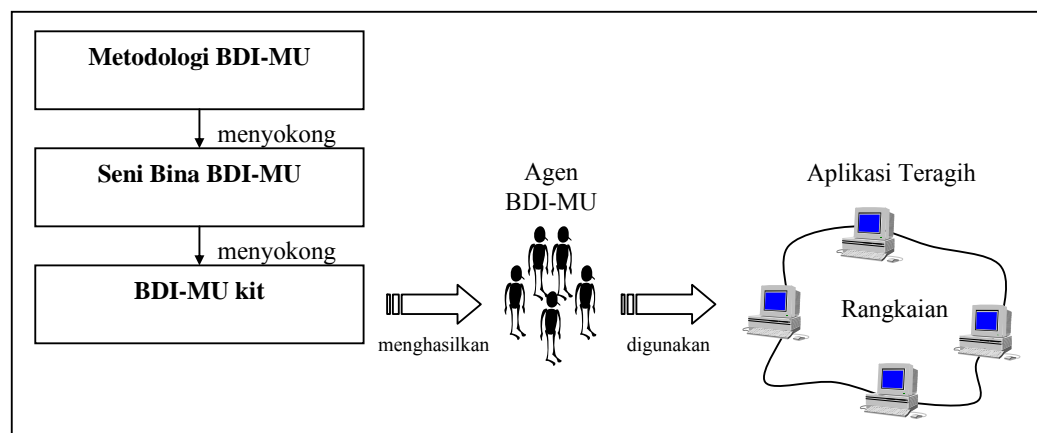 Metodologi BDI-MU
menyokong
Seni Bina BDI-MU
menyokong
BDI-MU kit
menghasilkan
Agen
BDI-MU
digunakan
Aplikasi Teragih
Rangkaian